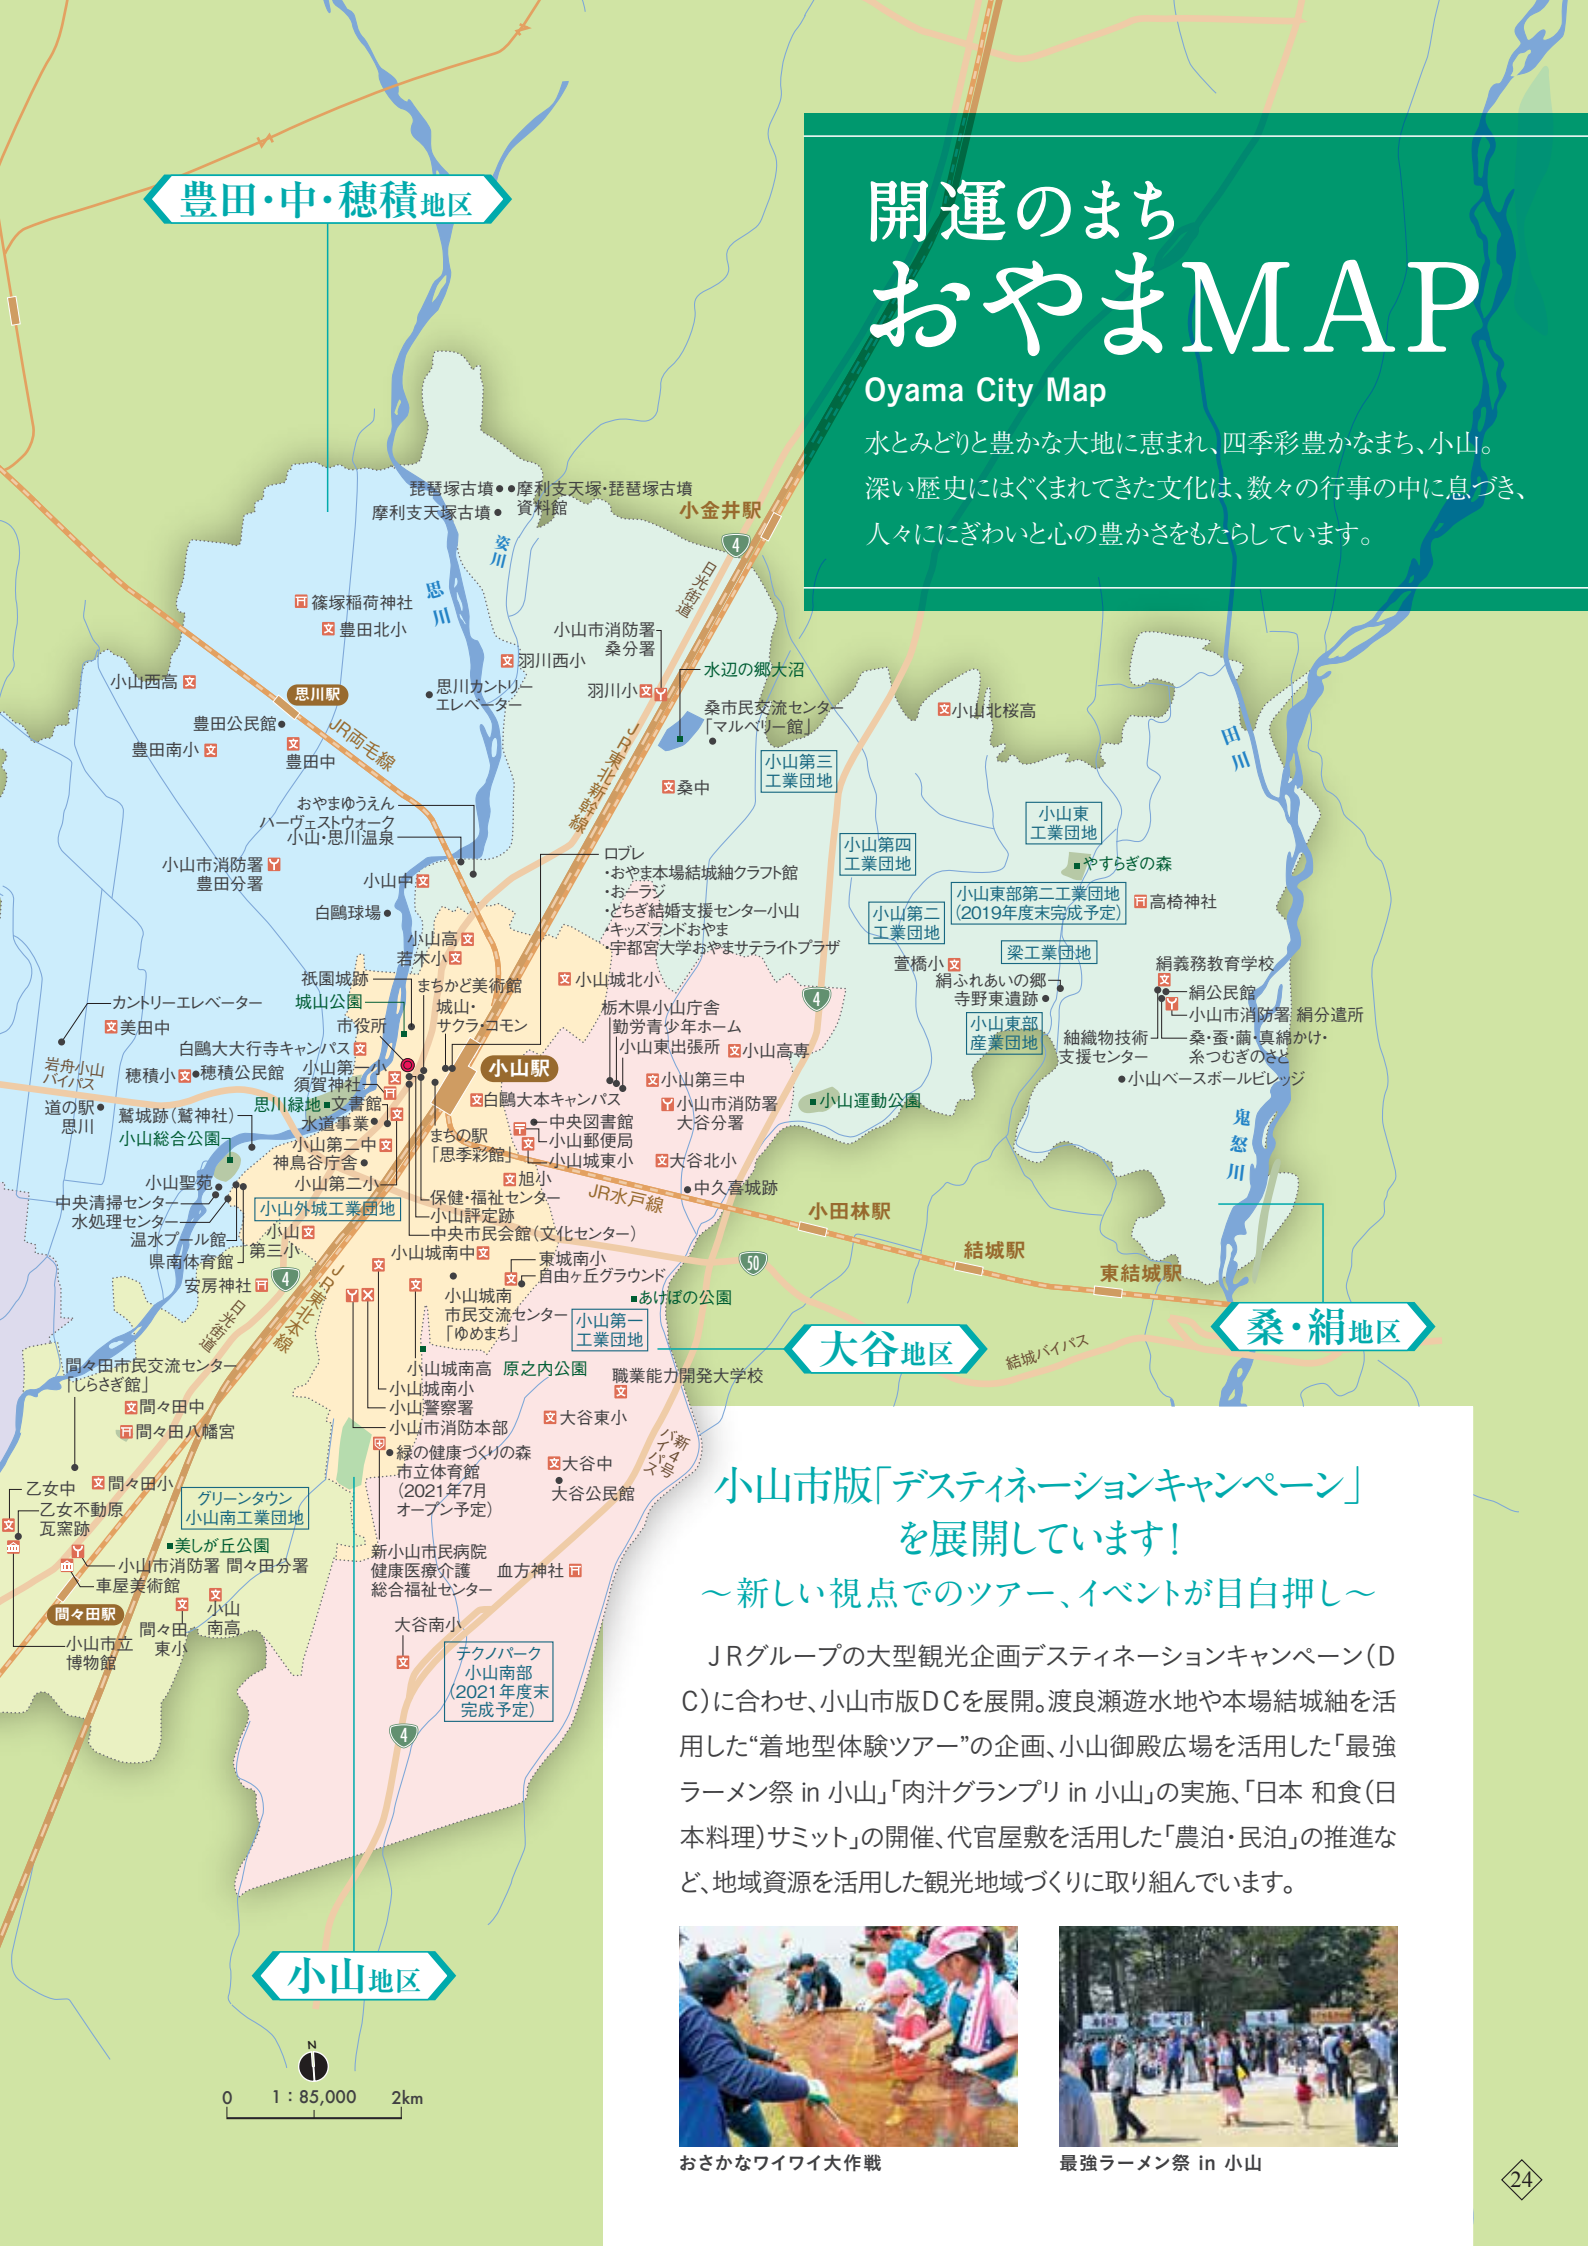 豊田・中・穂積地区
開運のまち
おやまMAP
Oyama City Map
水とみどりと豊かな大地に恵まれ、四季彩豊かなまち、小山。
深い歴史にはぐくまれてきた文化は、数々の行事の中に息づき、
人々ににぎわいと心の豊かさをもたらしています。
琵琶塚古墳
摩利支天塚・琵琶塚古墳
資料館
摩利支天塚古墳
小金井駅
4
姿川
思川
日光街道
篠塚稲荷神社
豊田北小
小山市消防署
桑分署
羽川西小
水辺の郷大沼
小山西高
思川駅
思川カントリー
エレベーター
羽川小
桑市民交流センター
「マルベリー館」
小山北桜高
豊田公民館
JR両毛線
豊田南小
豊田中
JR東北新幹線
田川
小山第三
工業団地
桑中
おやまゆうえん
ハーヴェストウォーク
小山・思川温泉
小山東
工業団地
小山第四
工業団地
小山市消防署
豊田分署
小山中
ロブレ
・おやま本場結城紬クラフト館
・おーラジ
・とちぎ結婚支援センター小山
・キッズランドおやま
・宇都宮大学おやまサテライトプラザ
やすらぎの森
小山東部第二工業団地
(2019年度末完成予定)
高椅神社
白鷗球場
小山第二
工業団地
小山高
若木小
梁工業団地
萱橋小
絹義務教育学校
祇園城跡
まちかど美術館
小山城北小
絹ふれあいの郷
寺野東遺跡
絹公民館
城山公園
城山・
サクラ・コモン
カントリーエレベーター
栃木県小山庁舎
4
小山市消防署 絹分遣所
市役所
美田中
勤労青少年ホーム
小山東部
産業団地
紬織物技術
支援センター
桑・蚕・繭・真綿かけ・
糸つむぎのさと
白鷗大大行寺キャンパス
小山東出張所
小山高専
岩舟小山
バイパス
小山第一小
小山駅
穂積小
穂積公民館
須賀神社
小山第三中
小山ベースボールビレッジ
道の駅
思川
思川緑地
文書館
白鷗大本キャンパス
小山市消防署
大谷分署
小山運動公園
鷲城跡(鷲神社)
水道事業
中央図書館
鬼怒川
小山総合公園
小山第二中
まちの駅
「思季彩館」
小山郵便局
神鳥谷庁舎
小山城東小
大谷北小
小山聖苑
小山第二小
旭小
JR水戸線
中久喜城跡
中央清掃センター
小山外城工業団地
保健・福祉センター
小田林駅
水処理センター
小山評定跡
温水プール館
小山
第三小
中央市民会館(文化センター)
結城駅
県南体育館
小山城南中
東城南小
50
東結城駅
安房神社
4
自由ヶ丘グラウンド
日光街道
JR東北本線
小山城南
市民交流センター
「ゆめまち」
あけぼの公園
小山第一
工業団地
桑・絹地区
大谷地区
結城バイパス
間々田市民交流センター
「しらさぎ館」
小山城南高
原之内公園
職業能力開発大学校
小山城南小
間々田中
小山警察署
大谷東小
間々田八幡宮
小山市消防本部
新4号
バイパス
緑の健康づくりの森
市立体育館
(2021年7月
オープン予定)
大谷中
大谷公民館
乙女中
間々田小
グリーンタウン
小山南工業団地
乙女不動原
瓦窯跡
美しが丘公園
小山市消防署 間々田分署
新小山市民病院
健康医療介護
総合福祉センター
血方神社
車屋美術館
間々田駅
間々田
東小
小山
南高
小山市立
博物館
大谷南小
テクノパーク
小山南部
(2021年度末
完成予定)
4
小山地区
N
0
1：85,000
2km
小山市版「デスティネーションキャンペーン」
を展開しています！
～新しい視点でのツアー、イベントが目白押し～
ＪＲグループの大型観光企画デスティネーションキャンペーン（D
C）に合わせ、小山市版ＤＣを展開。渡良瀬遊水地や本場結城紬を活
用した“着地型体験ツアー”の企画、小山御殿広場を活用した「最強
ラーメン祭 in 小山」「肉汁グランプリ in 小山」の実施、「日本 和食（日
本料理）サミット」の開催、代官屋敷を活用した「農泊・民泊」の推進な
ど、地域資源を活用した観光地域づくりに取り組んでいます。
おさかなワイワイ大作戦
最強ラーメン祭 in 小山
24